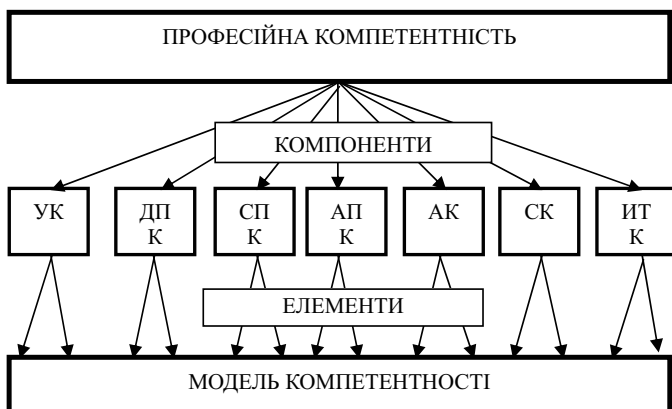 ПРОФЕСІЙНА КОМПЕТЕНТНІСТЬ
КОМПОНЕНТИ
УК
ДП
К
СП
К
АП
К
АК
СК
ИТ
К
ЕЛЕМЕНТИ
МОДЕЛЬ КОМПЕТЕНТНОСТІ